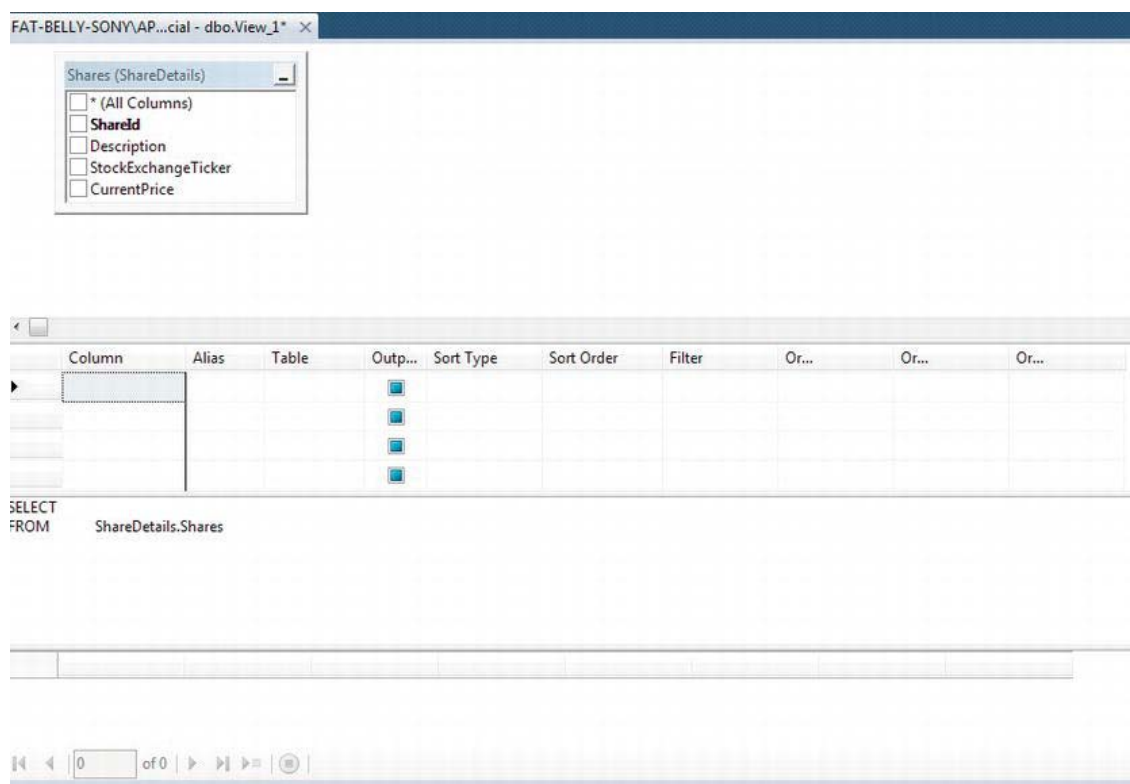 FAT-BELLY-SONY\AP...cial - dbo.View_1* ×
Shares (ShareDetails)
* (All Columns)
ShareId
Description
StockExchangeTicker
CurrentPrice
Column Alias Table Outp... Sort Type Sort Order Filter Or... Or... Or...
SELECT
FROM ShareDetails.Shares
0 of 0